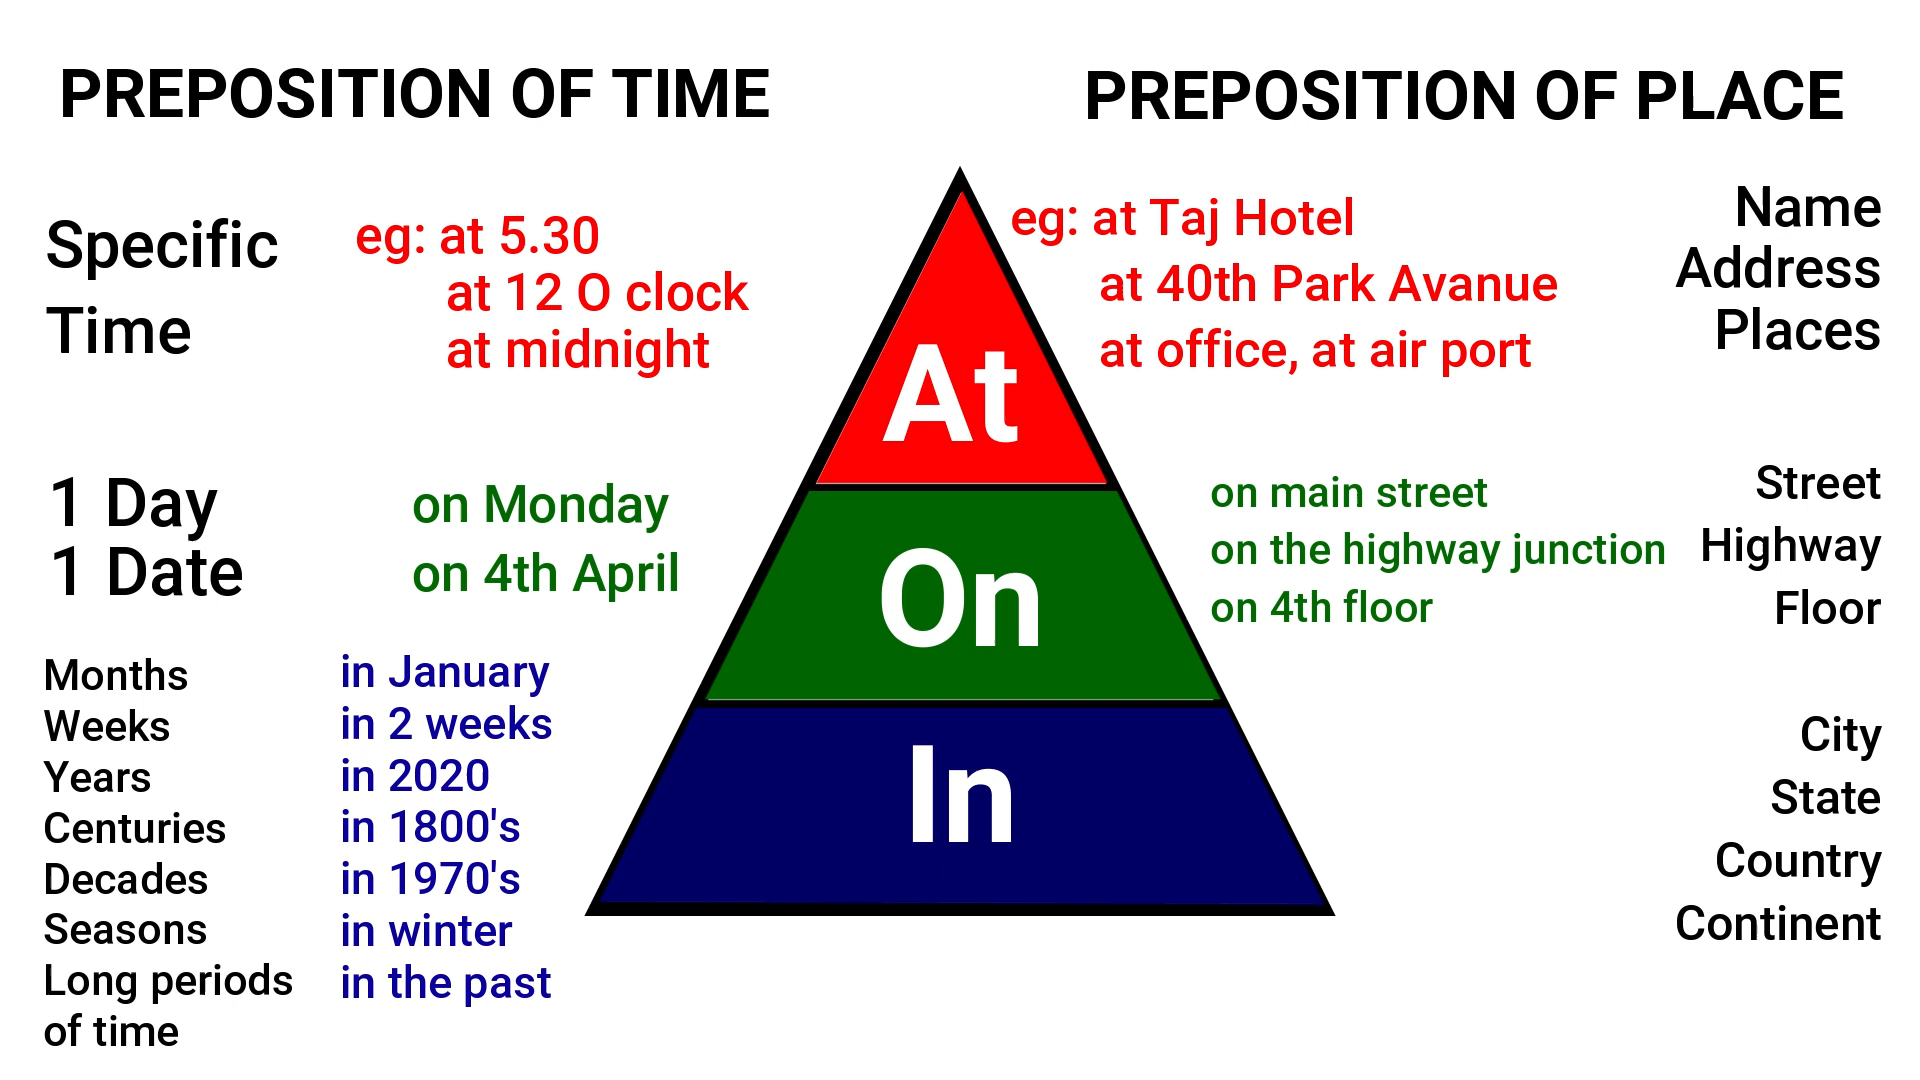 PREPOSITION OF TIME
PREPOSITION OF PLACE
Specific
Time
eg: at 5.30
at 12 O clock
at midnight
eg: at Taj Hotel
at 40th Park Avanue
at office, at air port
Name
Address
Places
At
1 Day
1 Date
on Monday
on 4th April
On
on main street
on the highway junction
on 4th floor
Street
Highway
Floor
Months
Weeks
Years
Centuries
Decades
Seasons
Long periods
of time
in January
in 2 weeks
in 2020
in 1800's
in 1970's
in winter
in the past
In
City
State
Country
Continent